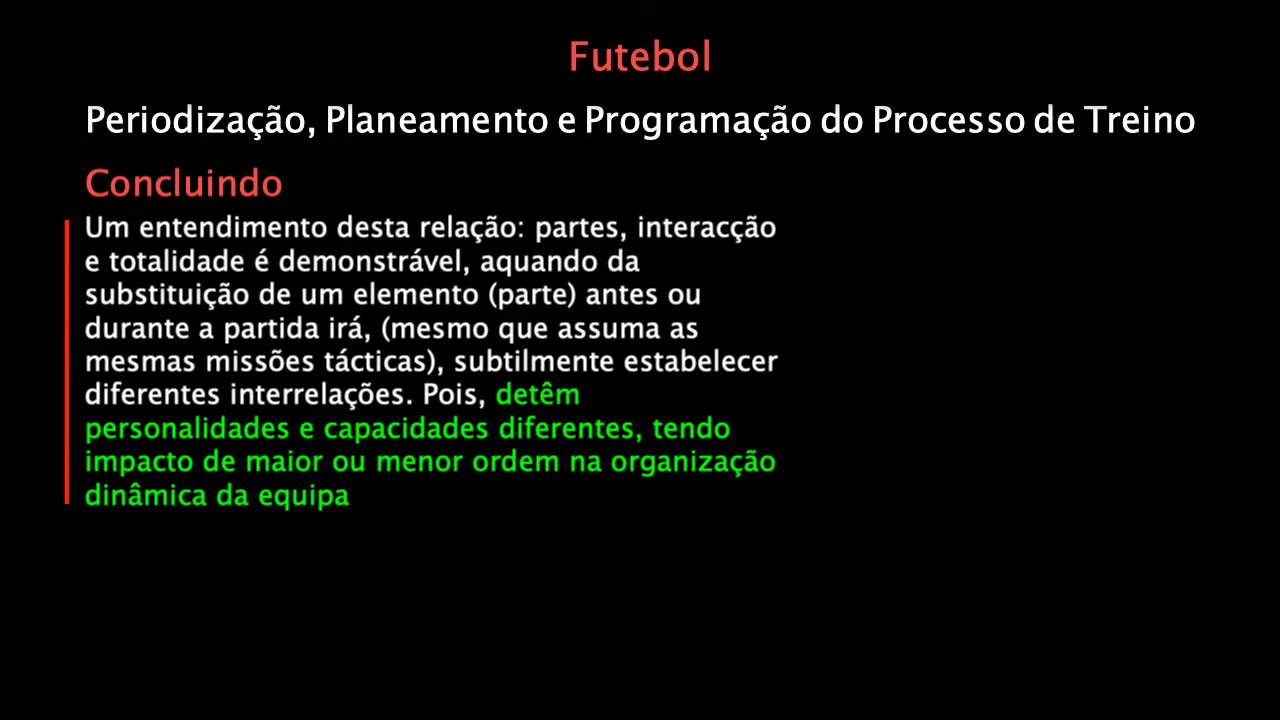 Futebol
Periodização, Planeamento e Programação do Processo de Treino
Concluindo
Um entendimento desta relação: partes, interacção
e totalidade é demonstrável, aquando da
substituição de um elemento (parte) antes ou
durante a partida irá, (mesmo que assuma as
mesmas missões tácticas), subtilmente estabelecer
diferentes interrelações. Pois, detêm
personalidades e capacidades diferentes, tendo
impacto de maior ou menor ordem na organização
dinâmica da equipa